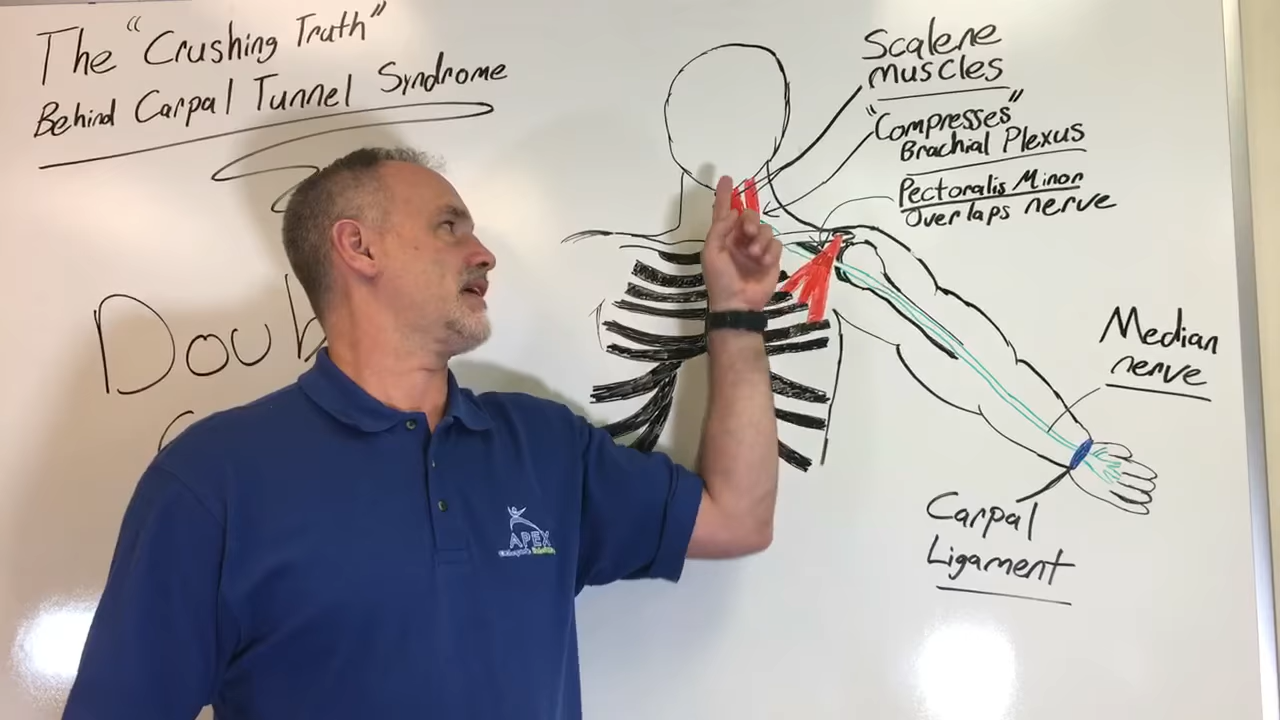 The "Crushing Truth"
Behind Carpal Tunnel Syndrome
Doub
Scalene
muscles
"Compresses"
Brachial Plexus
Pectoralis Minor
Overlaps nerve
Median
nerve
Carpal
Ligament
APEX